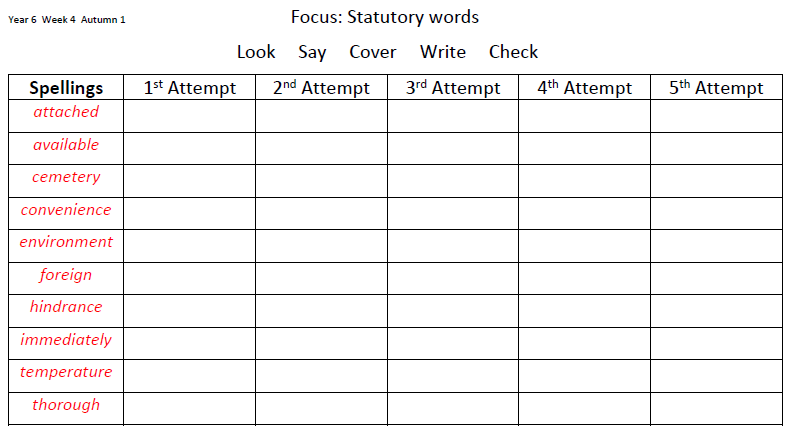 Year 6 Week 4 Autumn 1
Focus: Statutory words
Look Say Cover Write Check
Spellings 1st Attempt 2nd Attempt 3rd Attempt 4th Attempt 5th Attempt
attached
available
cemetery
convenience
environment
foreign
hindrance
immediately
temperature
thorough